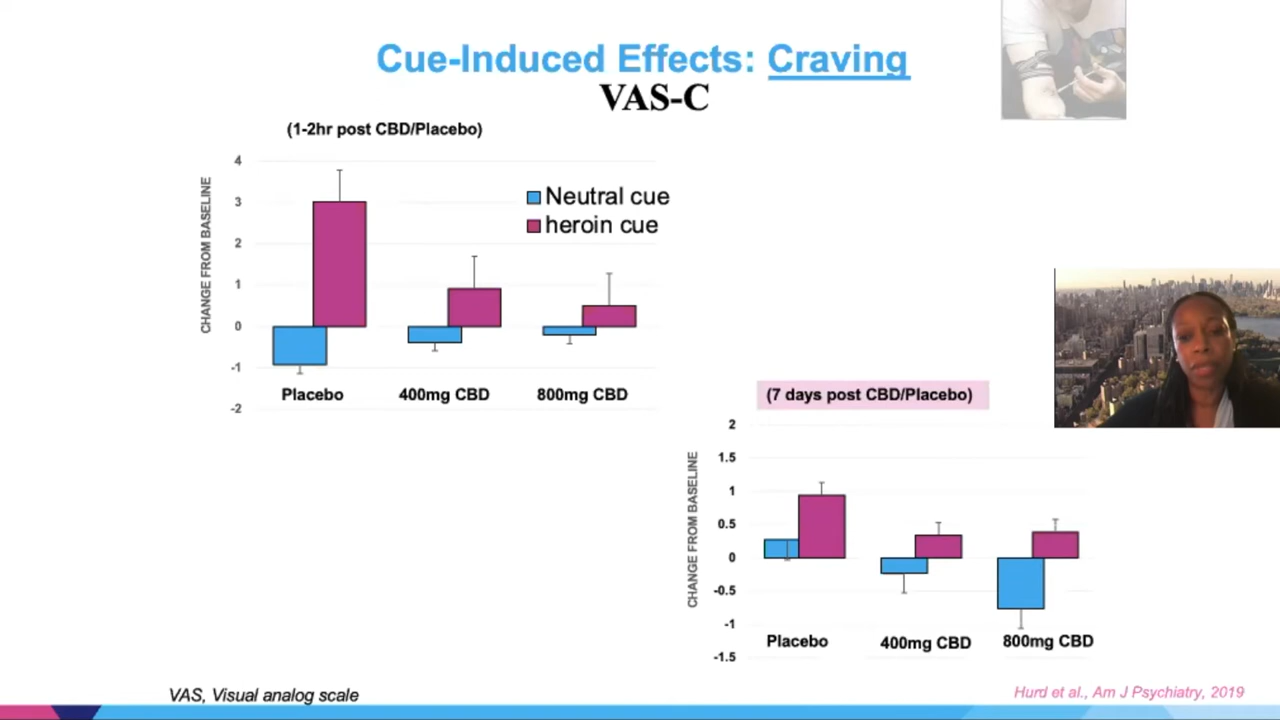 Cue-Induced Effects: Craving
VAS-C
(1-2hr post CBD/Placebo)
CHANGE FROM BASELINE
4
3
2
1
0
-1
-2
Neutral cue
heroin cue
Placebo 400mg CBD 800mg CBD
(7 days post CBD/Placebo)
CHANGE FROM BASELINE
2
1.5
1
0.5
0
-0.5
-1
-1.5
Placebo 400mg CBD 800mg CBD
VAS, Visual analog scale
Hurd et al., Am J Psychiatry, 2019